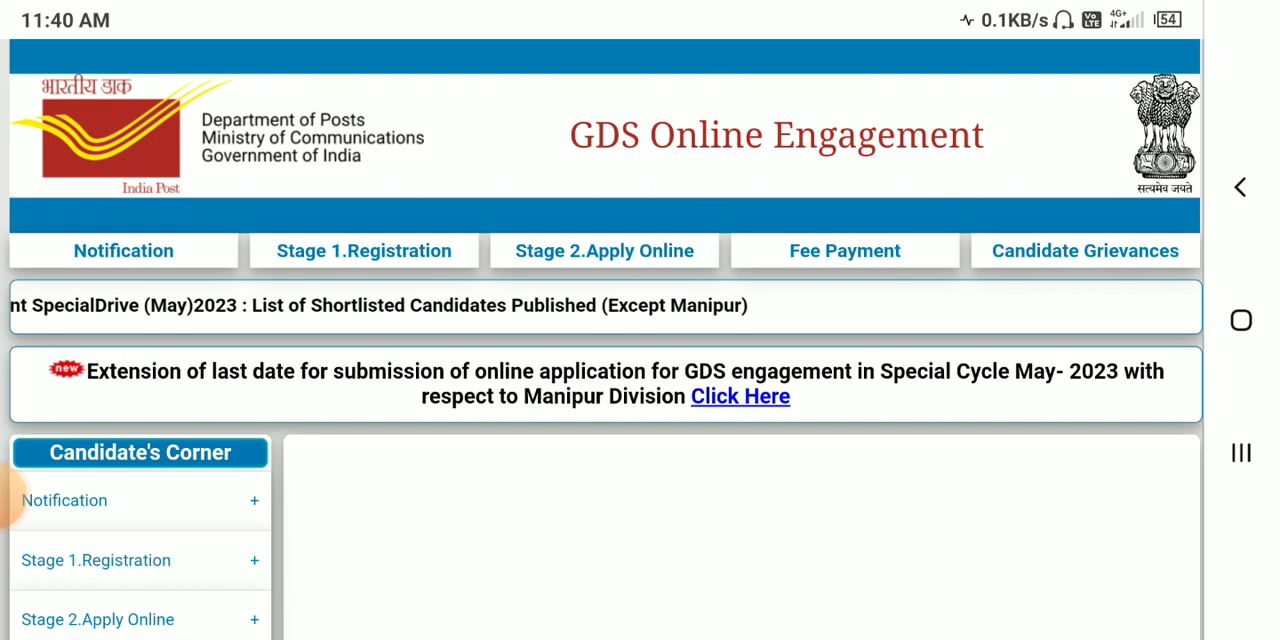 11:40 AM
0.1KB/s
Vo
LTE
4G+
54
भारतीय डाक
India Post
Department of Posts
Ministry of Communications
Government of India
GDS Online Engagement
सत्यमेव जयते
Notification
Stage 1.Registration
Stage 2.Apply Online
Fee Payment
Candidate Grievances
nt SpecialDrive (May)2023 : List of Shortlisted Candidates Published (Except Manipur)
new Extension of last date for submission of online application for GDS engagement in Special Cycle May- 2023 with
respect to Manipur Division Click Here
Candidate's Corner
Notification +
Stage 1.Registration +
Stage 2.Apply Online +